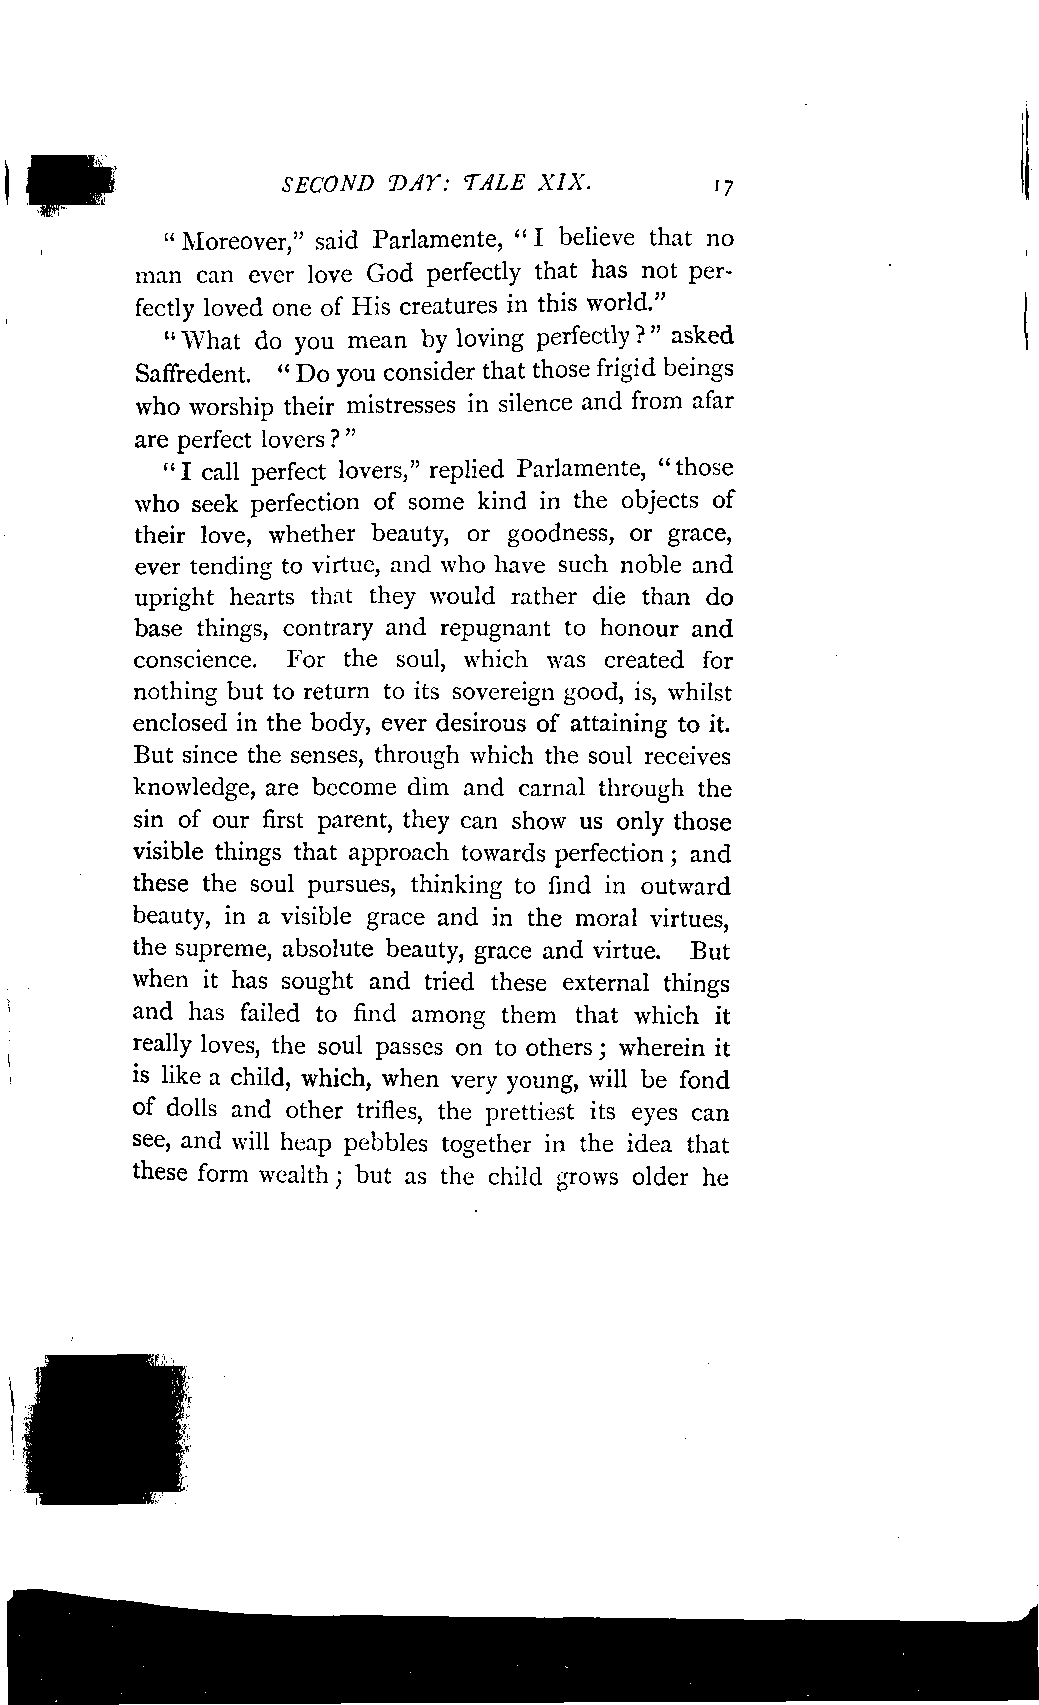 SECOND DAY: TALE XIX. 17
“Moreover,” said Parlamente, “I believe that no
man can ever love God perfectly that has not per-
fectly loved one of His creatures in this world.”
“What do you mean by loving perfectly?” asked
Saffredent. “Do you consider that those frigid beings
who worship their mistresses in silence and from afar
are perfect lovers?”
“I call perfect lovers,” replied Parlamente, “those
who seek perfection of some kind in the objects of
their love, whether beauty, or goodness, or grace,
ever tending to virtue, and who have such noble and
upright hearts that they would rather die than do
base things, contrary and repugnant to honour and
conscience. For the soul, which was created for
nothing but to return to its sovereign good, is, whilst
enclosed in the body, ever desirous of attaining to it.
But since the senses, through which the soul receives
knowledge, are become dim and carnal through the
sin of our first parent, they can show us only those
visible things that approach towards perfection; and
these the soul pursues, thinking to find in outward
beauty, in a visible grace and in the moral virtues,
the supreme, absolute beauty, grace and virtue. But
when it has sought and tried these external things
and has failed to find among them that which it
really loves, the soul passes on to others; wherein it
is like a child, which, when very young, will be fond
of dolls and other trifles, the prettiest its eyes can
see, and will heap pebbles together in the idea that
these form wealth; but as the child grows older he